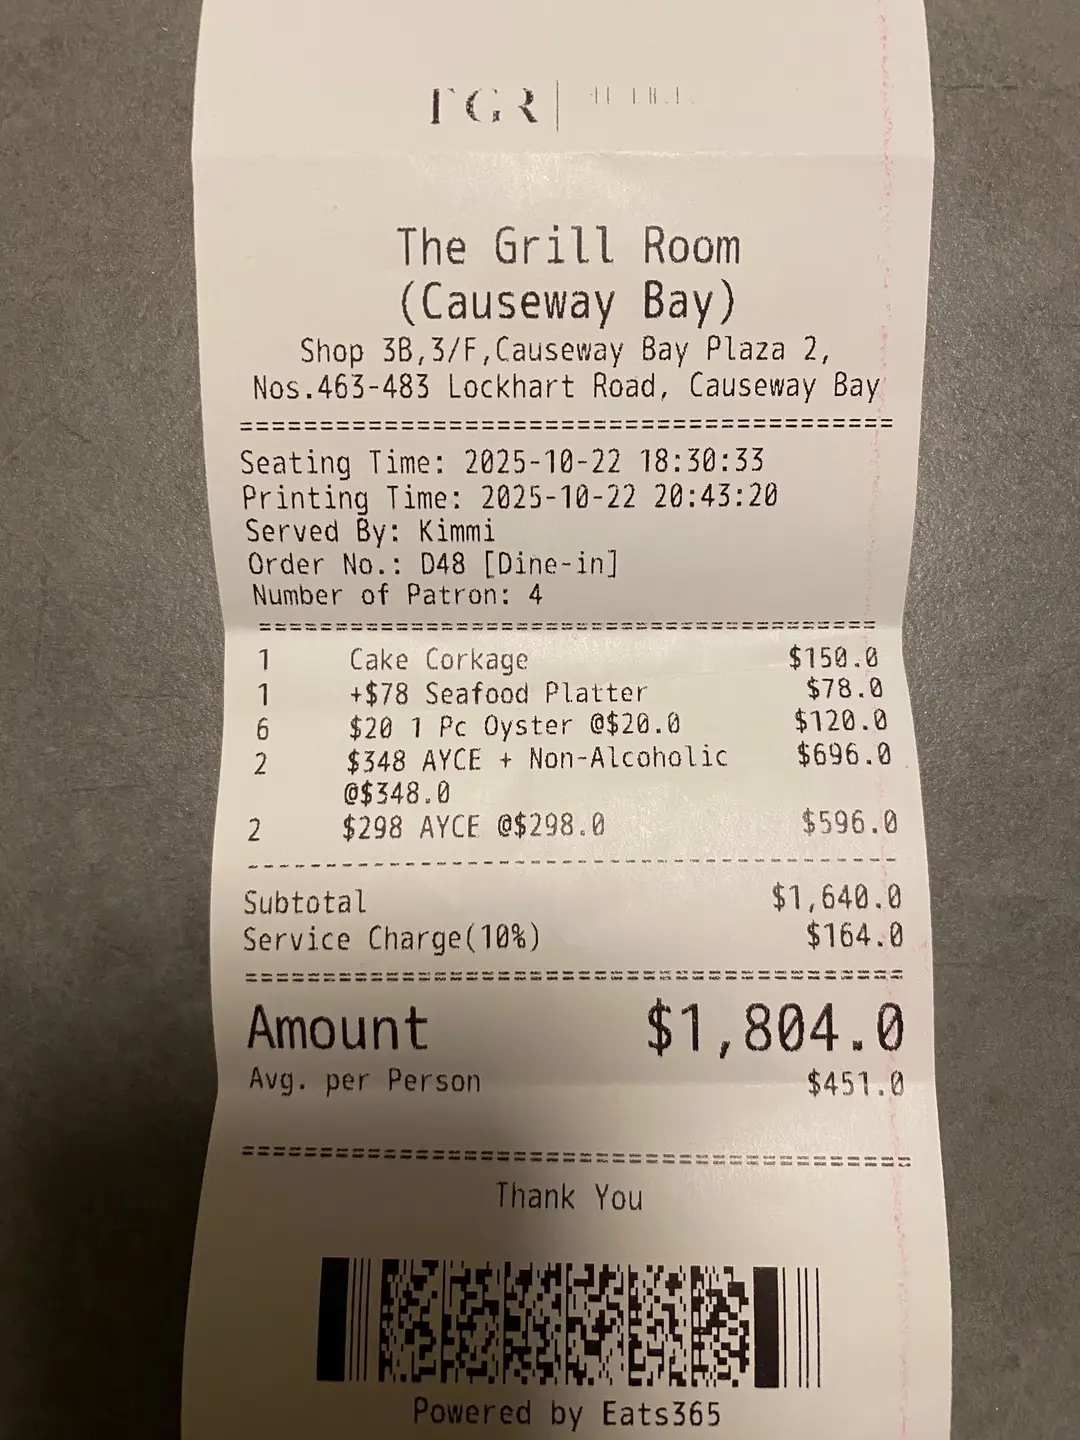 TGR
The Grill Room
(Causeway Bay)
Shop 3B,3/F,Causeway Bay Plaza 2,
Nos.463-483 Lockhart Road, Causeway Bay
Seating Time: 2025-10-22 18:30:33
Printing Time: 2025-10-22 20:43:20
Served By: Kimmi
Order No.: D48 [Dine-in]
Number of Patron: 4
1 Cake Corkage $150.0
1 +$78 Seafood Platter $78.0
6 $20 1 Pc Oyster @$20.0 $120.0
2 $348 AYCE + Non-Alcoholic $696.0
@$348.0
2 $298 AYCE @$298.0 $596.0
Subtotal $1,640.0
Service Charge(10%) $164.0
Amount $1,804.0
Avg. per Person $451.0
Thank You
Powered by Eats365